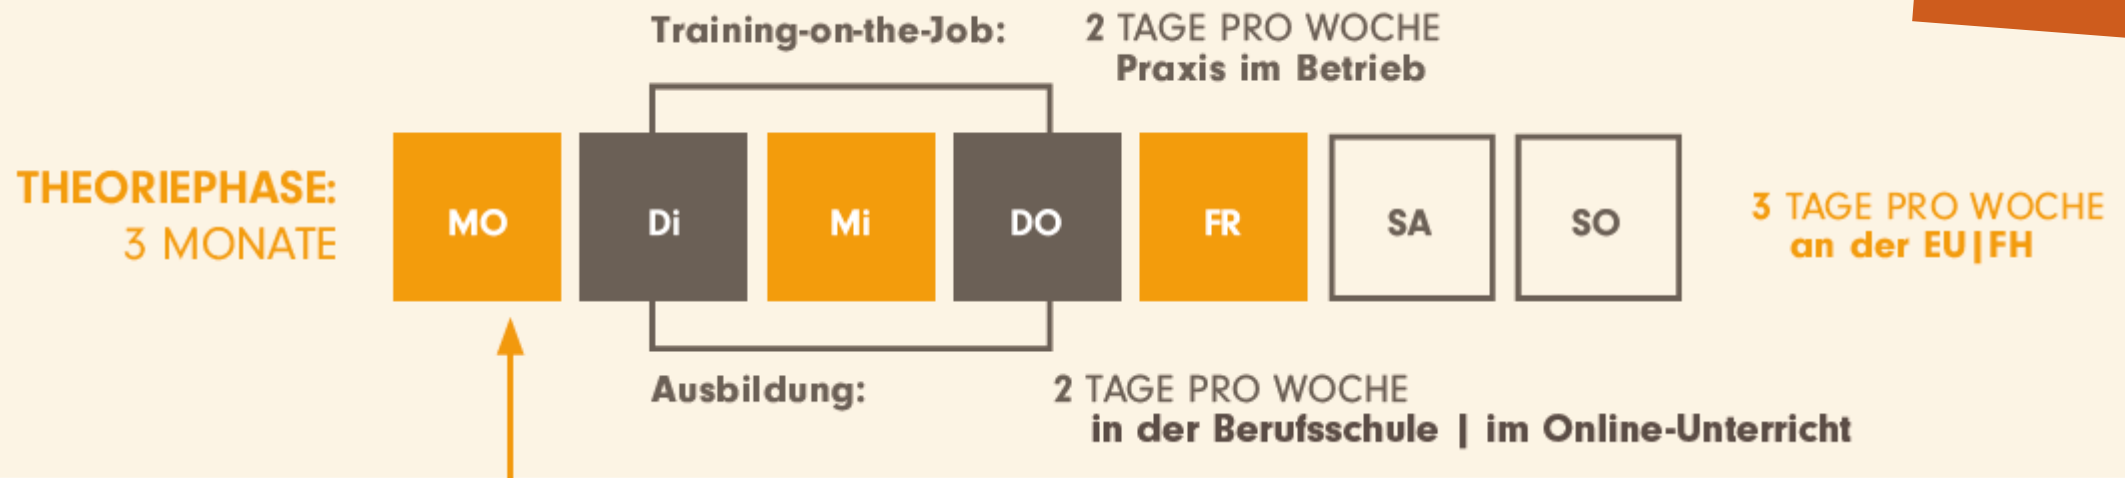 Training-on-the-Job: 2 TAGE PRO WOCHE
Praxis im Betrieb
THEORIEPHASE:
3 MONATE
MO Di Mi DO FR SA SO
3 TAGE PRO WOCHE
an der EU|FH
Ausbildung: 2 TAGE PRO WOCHE
in der Berufsschule | im Online-Unterricht